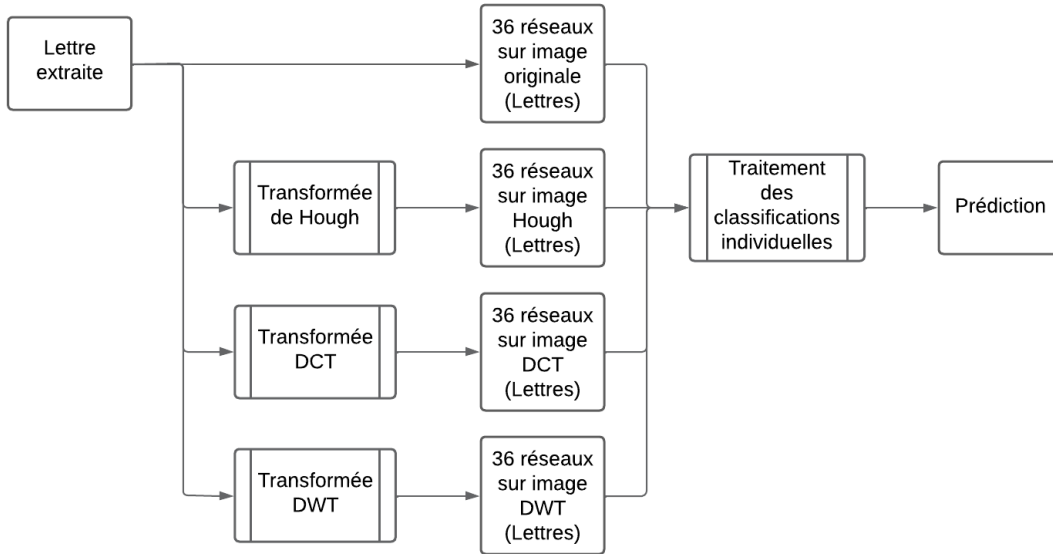 Lettre
extraite
36 réseaux
sur image
originale
(Lettres)
Transformée
de Hough
36 réseaux
sur image
Hough
(Lettres)
Traitement
des
classifications
individuelles
Prédiction
Transformée
DCT
36 réseaux
sur image
DCT
(Lettres)
Transformée
DWT
36 réseaux
sur image
DWT
(Lettres)